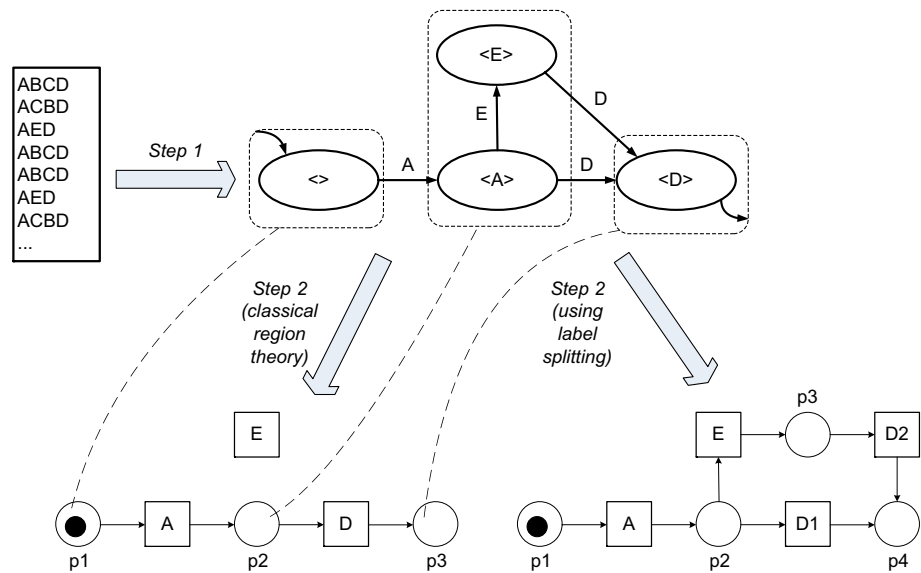 ABCD
ACBD
AED
ABCD
ABCD
AED
ACBD
...
Step 1
<>
A
<A>
E
<E>
D
D
<D>
Step 2
(classical
region
theory)
Step 2
(using
label
splitting)
E
p1
A
p2
D
p3
p1
A
p2
E
p3
D2
D1
p4